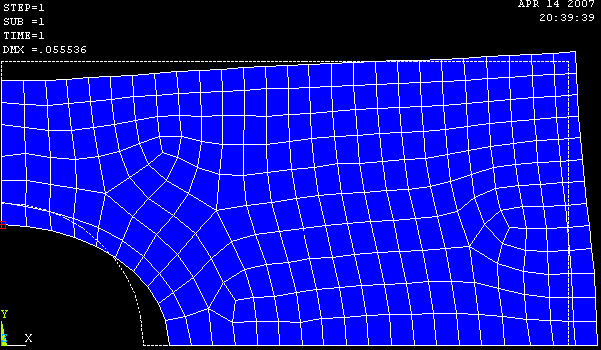 STEP=1
SUB =1
TIME=1
DMX =.055536
APR 14 2007
20:39:39
Y
X